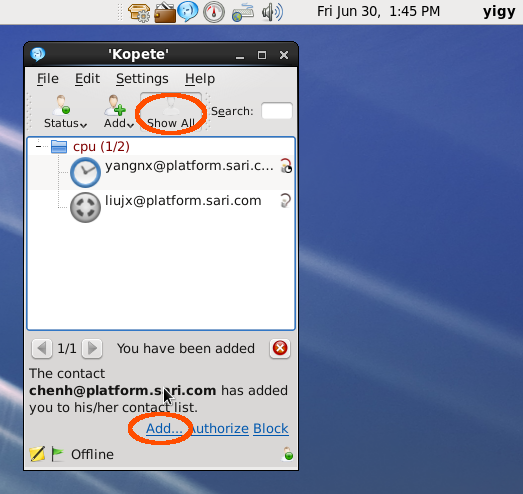 Fri Jun 30, 1:45 PM yigy
'Kopete'
File Edit Settings Help
Status Add Show All Search:
cpu (1/2)
yangnx@platform.sari.c...
liujx@platform.sari.com
1/1 You have been added
The contact
chenh@platform.sari.com has added
you to his/her contact list.
Add... Authorize Block
Offline